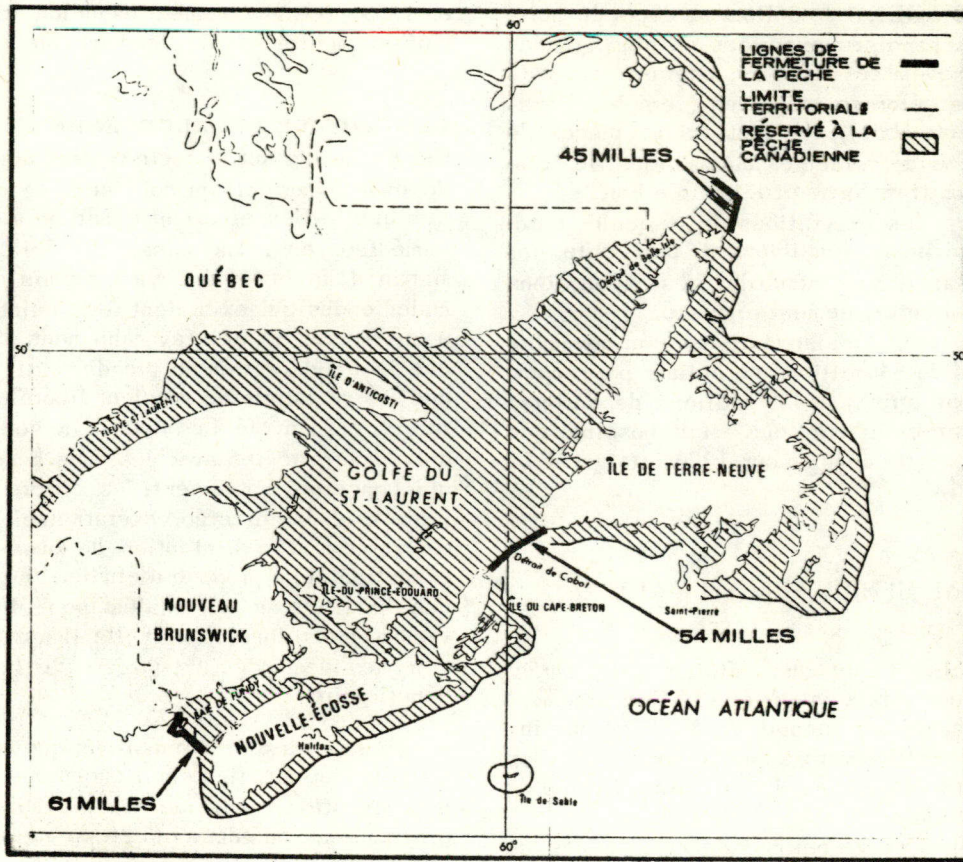 60°
LIGNES DE
FERMETURE DE
LA PÊCHE
LIMITE
TERRITORIALE
RÉSERVÉ À LA
PÊCHE
CANADIENNE
45 MILLES
Détroit de Belle Isle
QUÉBEC
50°
50
ÎLE D'ANTICOSTI
FLEUVE ST-LAURENT
GOLFE DU
ST-LAURENT
ÎLE DE TERRE-NEUVE
Détroit de Cabot
ÎLE-DU-PRINCE-ÉDOUARD
ÎLE DU CAPE-BRETON
Saint-Pierre
NOUVEAU
BRUNSWICK
54 MILLES
BAIE DE FUNDY
NOUVELLE-ÉCOSSE
OCÉAN ATLANTIQUE
Halifax
61 MILLES
Île de Sable
60°